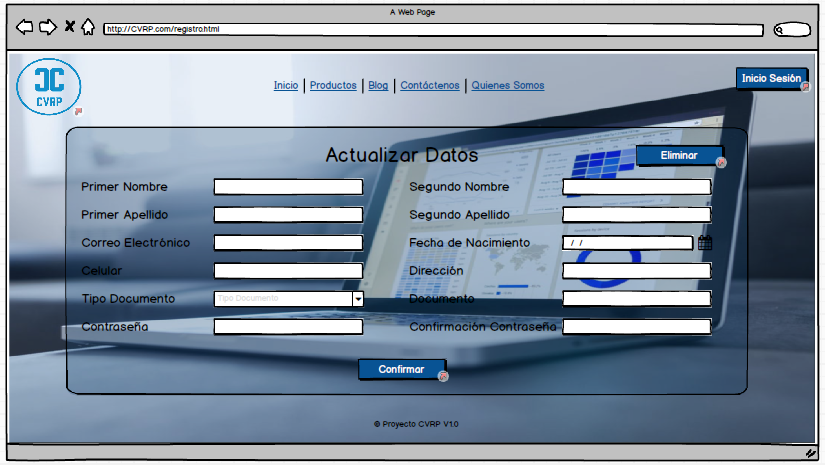 A Web Page
http://CVRP.com/registro.html
CVRP
Inicio | Productos | Blog | Contáctenos | Quienes Somos
Inicio Sesión
Actualizar Datos
Eliminar
Primer Nombre
Segundo Nombre
Primer Apellido
Segundo Apellido
Correo Electrónico
Fecha de Nacimiento
/ /
Celular
Dirección
Tipo Documento
Tipo Documento
Documento
Contraseña
Confirmación Contraseña
Confirmar
© Proyecto CVRP V1.0